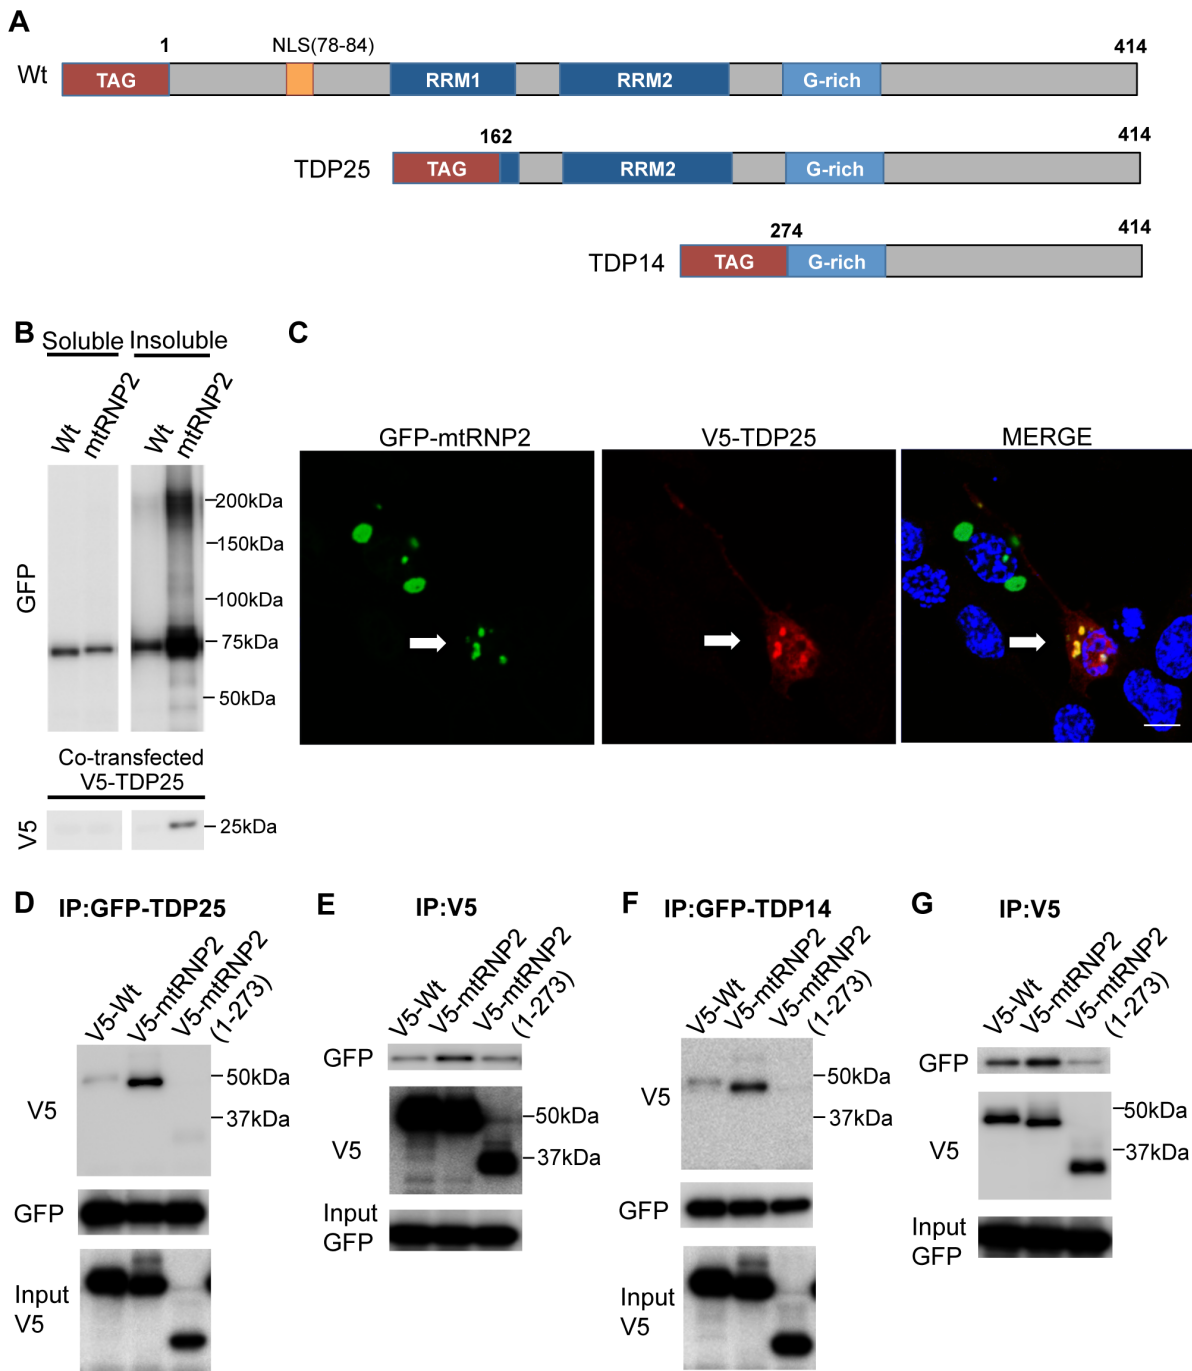 A
1
NLS(78-84)
414
Wt
TAG
RRM1
RRM2
G-rich
162
414
TDP25
TAG
RRM2
G-rich
274
414
TDP14
TAG
G-rich
B
Soluble Insoluble
Wt
mtRNP2
Wt
mtRNP2
GFP
200kDa
150kDa
100kDa
75kDa
50kDa
Co-transfected
V5-TDP25
V5
25kDa
C
GFP-mtRNP2
V5-TDP25
MERGE
D
IP:GFP-TDP25
V5-Wt
V5-mtRNP2
V5-mtRNP2
(1-273)
V5
50kDa
37kDa
GFP
Input
V5
E
IP:V5
V5-Wt
V5-mtRNP2
V5-mtRNP2
(1-273)
GFP
V5
50kDa
37kDa
Input
GFP
F
IP:GFP-TDP14
V5-Wt
V5-mtRNP2
V5-mtRNP2
(1-273)
V5
50kDa
37kDa
GFP
Input
V5
G
IP:V5
V5-Wt
V5-mtRNP2
V5-mtRNP2
(1-273)
GFP
V5
50kDa
37kDa
Input
GFP